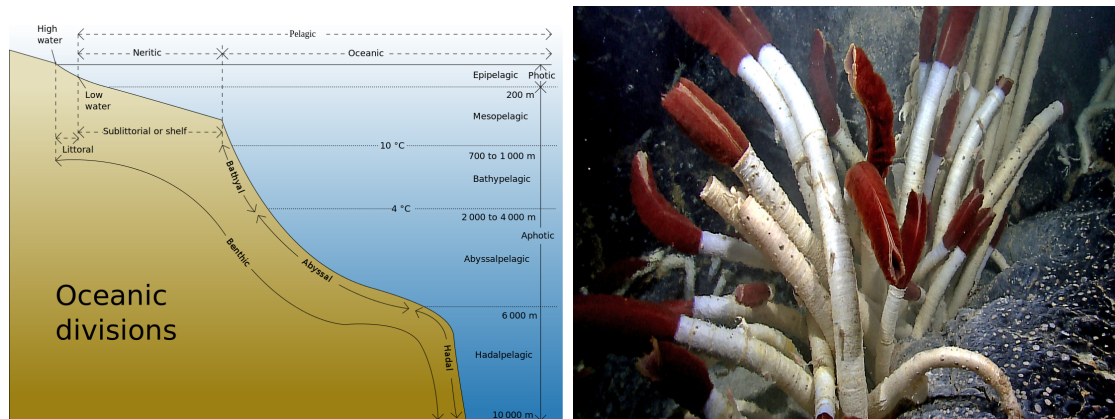 High
water
Pelagic
Neritic
Oceanic
Epipelagic
Photic
Low
water
200 m
Mesopelagic
Sublittoral or shelf
Littoral
10 °C
700 to 1 000 m
Bathyal
Bathypelagic
4 °C
2 000 to 4 000 m
Aphotic
Benthic
Abyssal
Abyssalpelagic
Oceanic
divisions
6 000 m
Hadal
Hadalpelagic
10 000 m